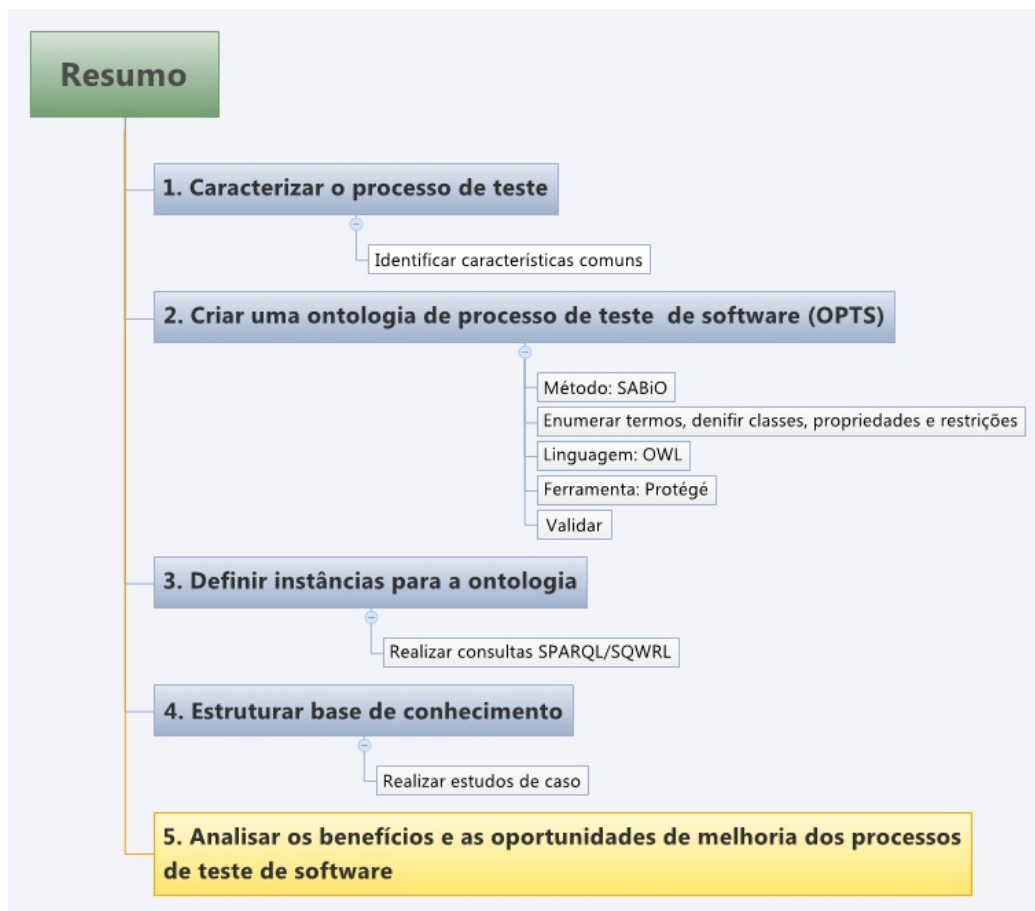 Resumo
1. Caracterizar o processo de teste
Identificar características comuns
2. Criar uma ontologia de processo de teste de software (OPTS)
Método: SABiO
Enumerar termos, denifir classes, propriedades e restrições
Linguagem: OWL
Ferramenta: Protégé
Validar
3. Definir instâncias para a ontologia
Realizar consultas SPARQL/SQWRL
4. Estruturar base de conhecimento
Realizar estudos de caso
5. Analisar os benefícios e as oportunidades de melhoria dos processos
de teste de software